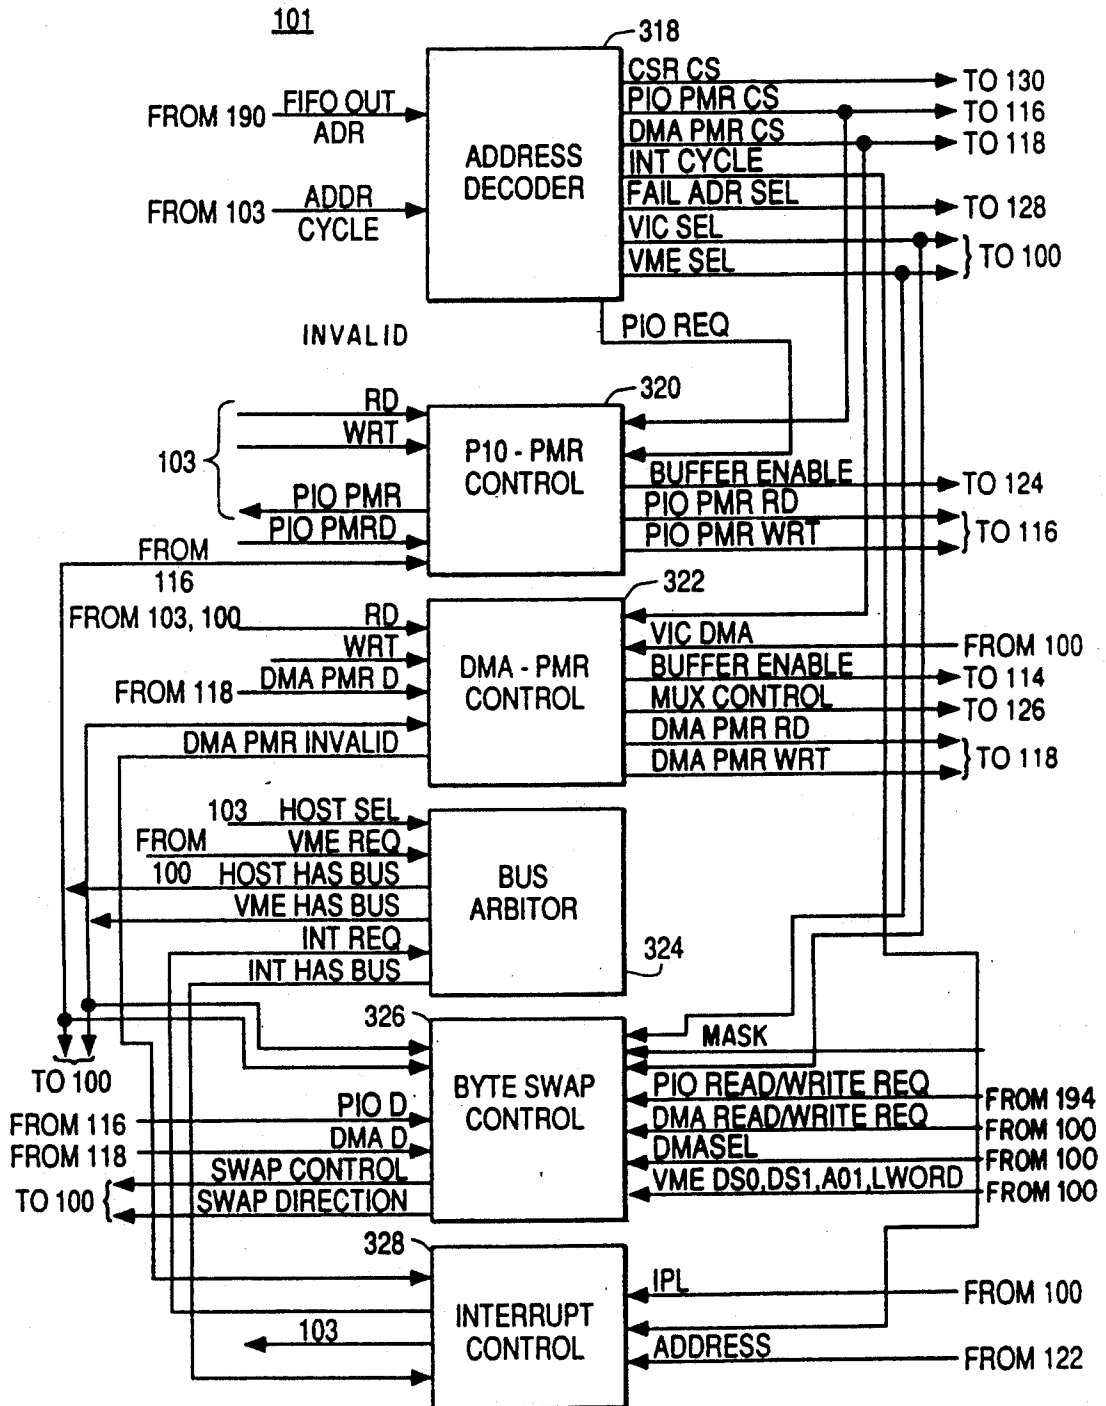 101
318
CSR CS
TO 130
PIO PMR CS
TO 116
FROM 190
FIFO OUT
ADR
DMA PMR CS
TO 118
ADDRESS
DECODER
INT CYCLE
FROM 103
ADDR
CYCLE
FAIL ADR SEL
TO 128
VIC SEL
VME SEL
TO 100
PIO REQ
INVALID
320
RD
WRT
103
P10 - PMR
CONTROL
BUFFER ENABLE
TO 124
PIO PMR
PIO PMR RD
PIO PMRD
PIO PMR WRT
TO 116
FROM
116
322
FROM 103, 100
RD
WRT
VIC DMA
FROM 100
FROM 118
DMA PMR D
DMA - PMR
CONTROL
BUFFER ENABLE
TO 114
MUX CONTROL
TO 126
DMA PMR INVALID
DMA PMR RD
DMA PMR WRT
TO 118
103
HOST SEL
FROM
VME REQ
100
HOST HAS BUS
BUS
ARBITOR
VME HAS BUS
INT REQ
INT HAS BUS
324
326
MASK
TO 100
BYTE SWAP
CONTROL
PIO READ/WRITE REQ
FROM 194
FROM 116
PIO D
DMA READ/WRITE REQ
FROM 100
FROM 118
DMA D
DMASEL
FROM 100
SWAP CONTROL
VME DS0,DS1,A01,LWORD
FROM 100
TO 100
SWAP DIRECTION
328
IPL
FROM 100
INTERRUPT
CONTROL
103
ADDRESS
FROM 122